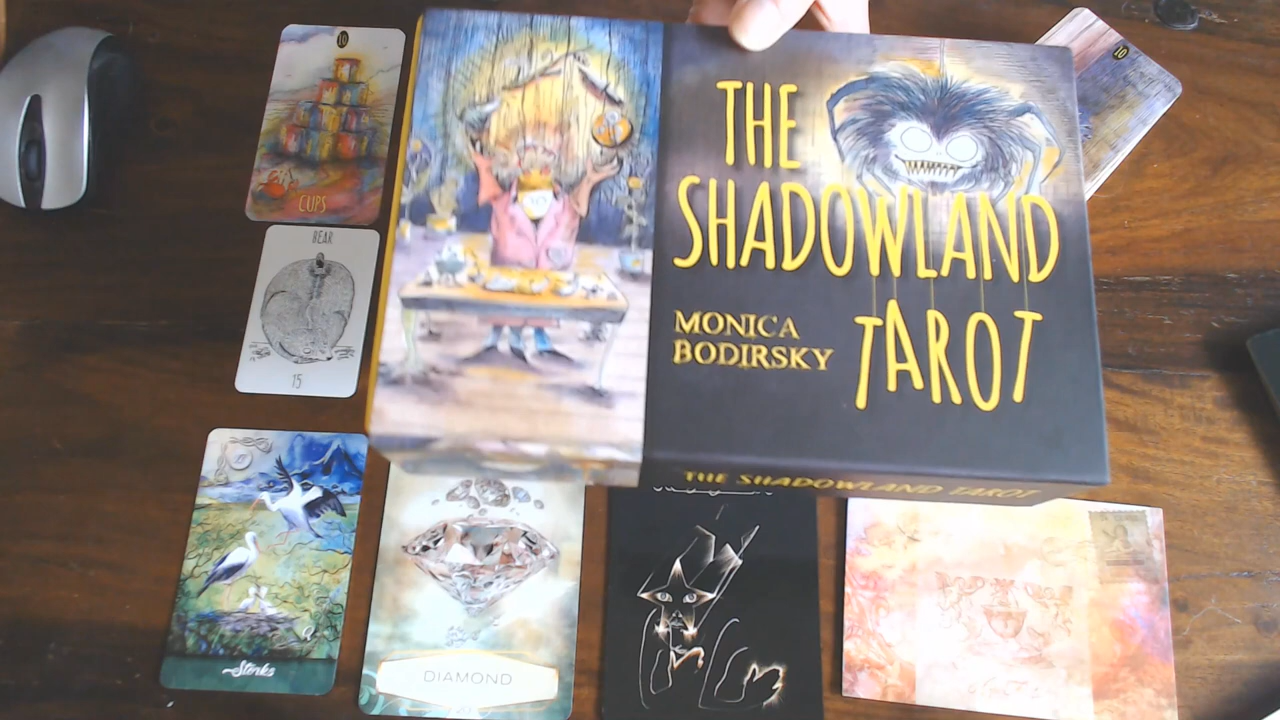 10
CUPS
BEAR
15
THE
SHADOWLAND
TAROT
MONICA
BODIRSKY
THE SHADOWLAND TAROT
10
Storks
DIAMOND